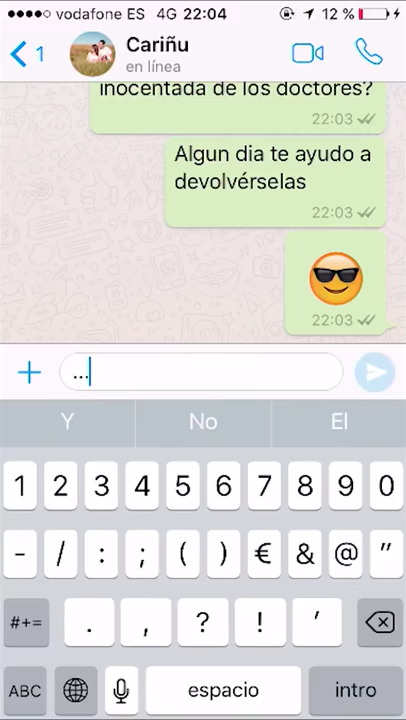 vodafone ES 4G 22:04 12 %
1 Cariñu
en línea
inocentada de los doctores?
22:03
Algun dia te ayudo a
devolvérselas
22:03
22:03
...
Y No El
1 2 3 4 5 6 7 8 9 0
- / : ; ( ) € & @ "
#+= . , ? ! '
ABC espacio intro